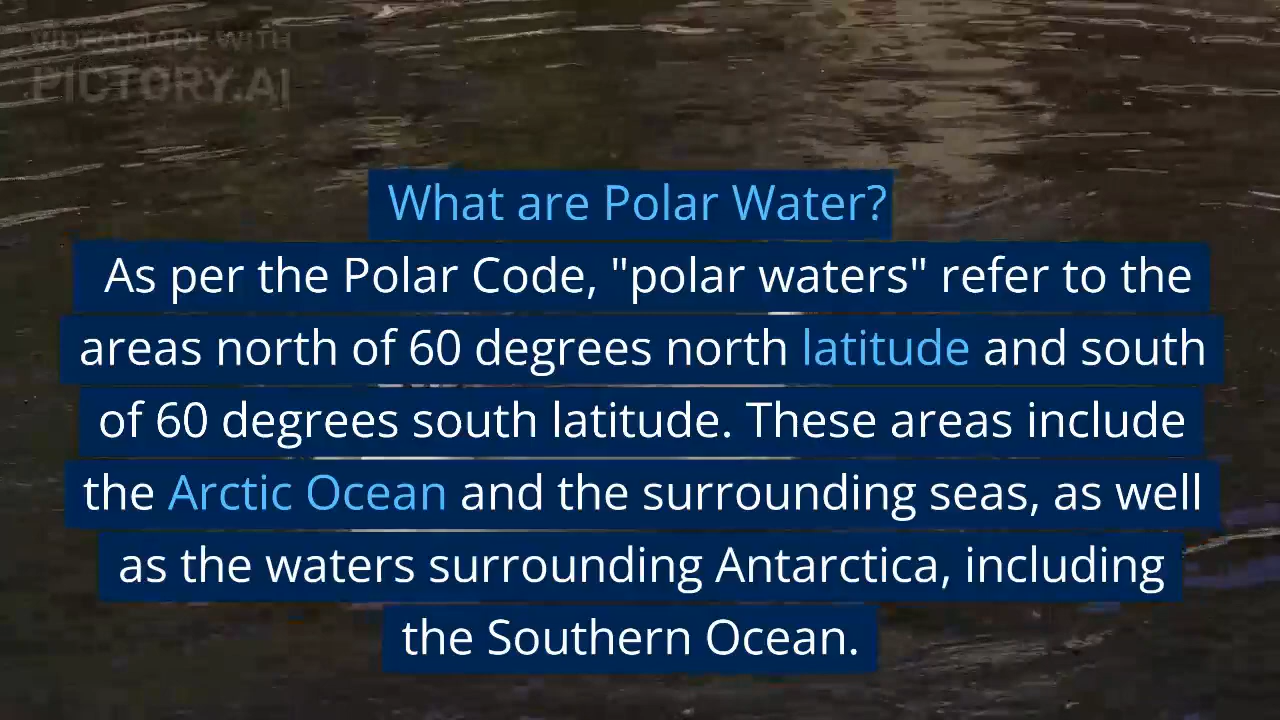 VIDEO MADE WITH
PICTORY.AI
What are Polar Water?
As per the Polar Code, "polar waters" refer to the
areas north of 60 degrees north latitude and south
of 60 degrees south latitude. These areas include
the Arctic Ocean and the surrounding seas, as well
as the waters surrounding Antarctica, including
the Southern Ocean.